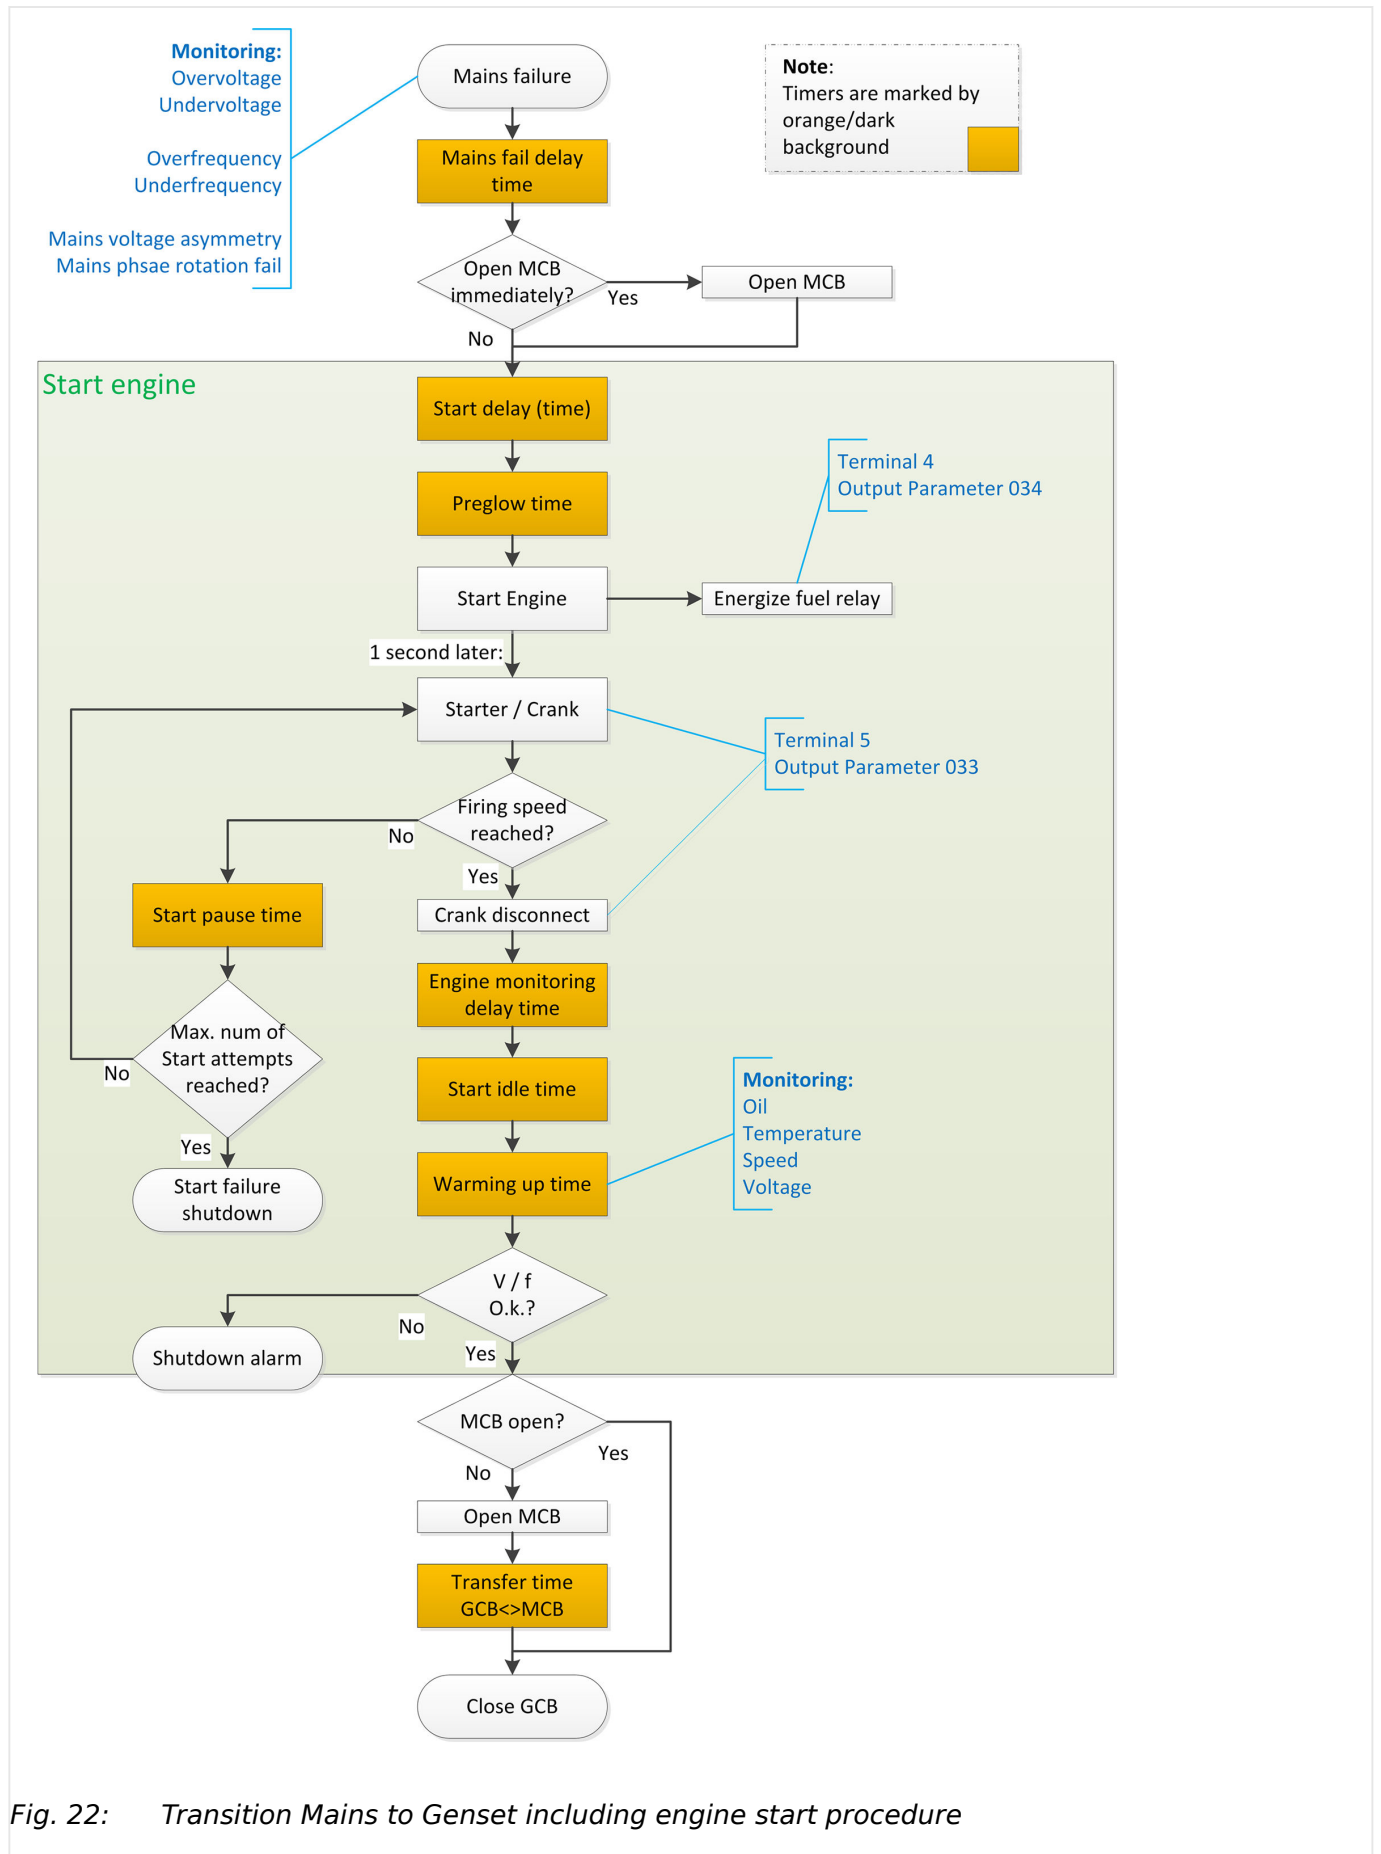 Monitoring:
Overvoltage
Undervoltage
Overfrequency
Underfrequency
Mains voltage asymmetry
Mains phsae rotation fail
Mains failure
Note:
Timers are marked by
orange/dark
background
Mains fail delay
time
Open MCB
immediately?
Yes
Open MCB
No
Start engine
Start delay (time)
Preglow time
Terminal 4
Output Parameter 034
Start Engine
Energize fuel relay
1 second later:
Starter / Crank
Terminal 5
Output Parameter 033
Firing speed
reached?
No
Yes
Start pause time
Crank disconnect
Engine monitoring
delay time
Max. num of
Start attempts
reached?
No
Yes
Start failure
shutdown
Start idle time
Monitoring:
Oil
Temperature
Speed
Voltage
Warming up time
V / f
O.k.?
No
Yes
Shutdown alarm
MCB open?
Yes
No
Open MCB
Transfer time
GCB<>MCB
Close GCB
Fig. 22: Transition Mains to Genset including engine start procedure